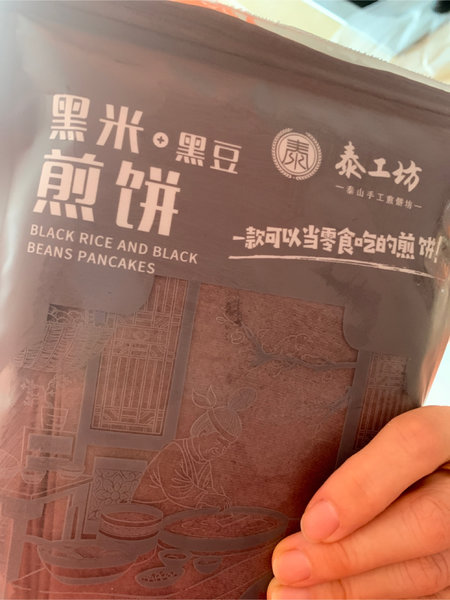 黑米+黑豆
煎饼
BLACK RICE AND BLACK
BEANS PANCAKES
泰
泰工坊
—泰山手工煎饼坊—
一款可以当零食吃的煎饼!